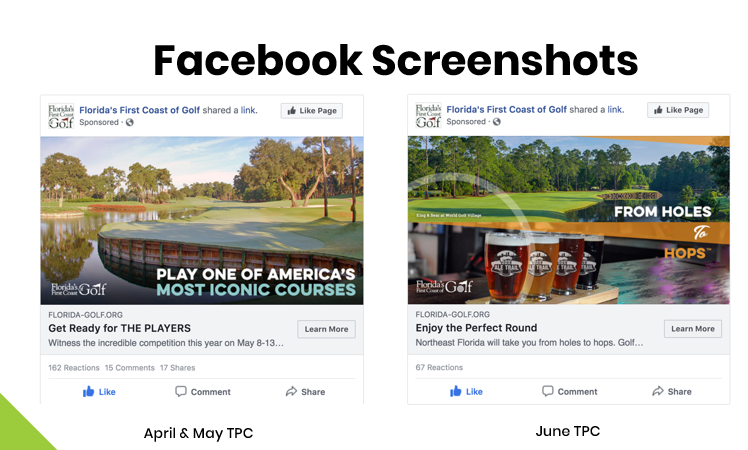 Facebook Screenshots
Florida's First Coast of Golf
Florida's First Coast of Golf shared a link.
Sponsored ·
Like Page
PLAY ONE OF AMERICA'S
MOST ICONIC COURSES
Florida's First Coast of Golf
FLORIDA-GOLF.ORG
Get Ready for THE PLAYERS
Witness the incredible competition this year on May 8-13...
Learn More
162 Reactions 15 Comments 17 Shares
Like Comment Share
April & May TPC
Florida's First Coast of Golf
Florida's First Coast of Golf shared a link.
Sponsored ·
Like Page
King & Bear at World Golf Village
FROM HOLES
To
HOPS™
ALE TRAIL
ALE TRAIL
ALE TRAIL
Florida's First Coast of Golf
FLORIDA-GOLF.ORG
Enjoy the Perfect Round
Northeast Florida will take you from holes to hops. Golf...
Learn More
67 Reactions
Like Comment Share
June TPC